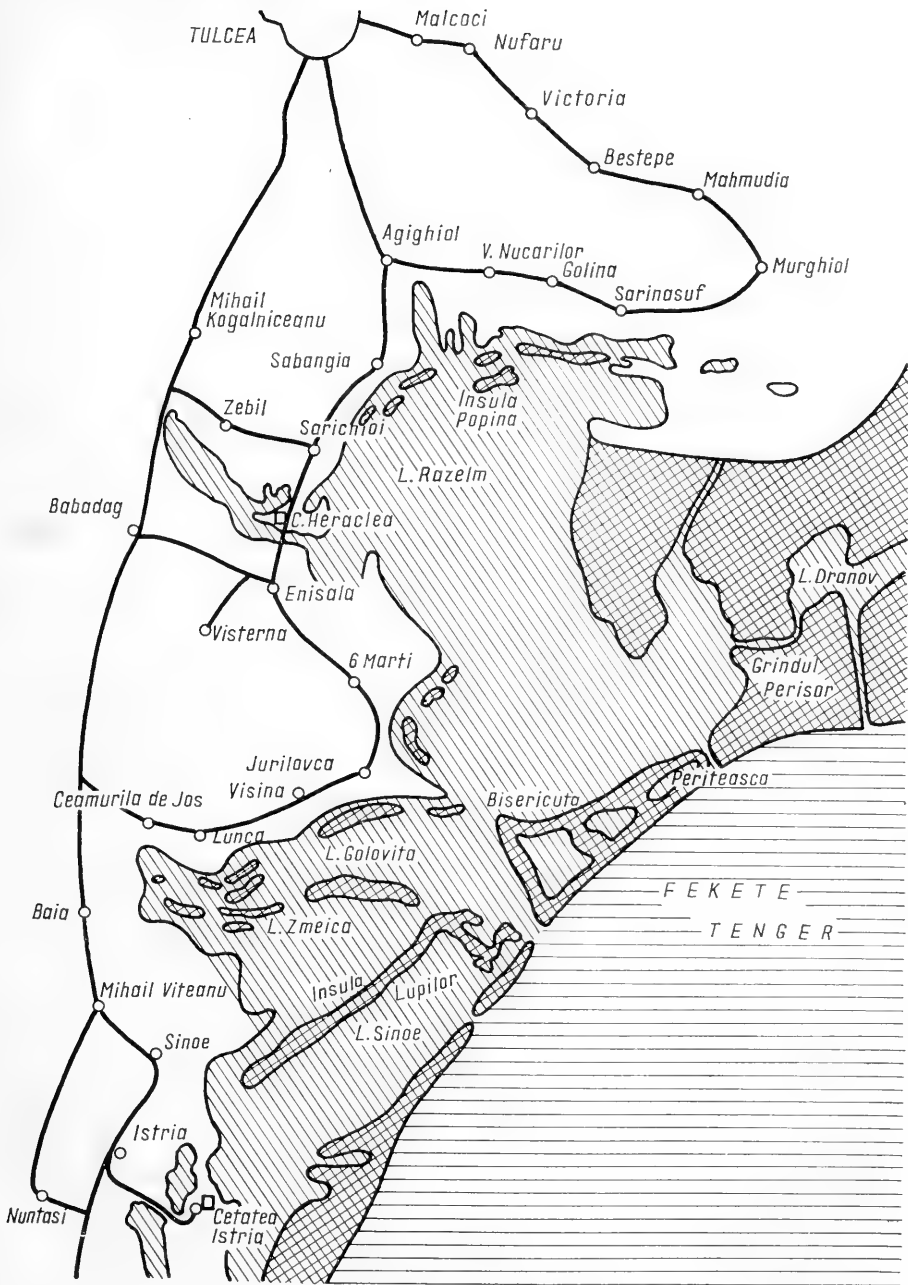 Malcoci
TULCEA
Nufaru
Victoria
Bestepe
Mahmudia
Agighiol
V. Nucarilor
Golina
Murghiol
Sarinasuf
Mihail
Kogalniceanu
Sabangia
Insula
Popina
Zebil
Sarichioi
L. Razelm
Babadag
C. Heraclea
L. Dranov
Enisala
Visterna
6 Marti
Grindul
Perisor
Jurilovca
Visina
Periteasca
Bisericuta
Ceamurlia de Jos
Lunca
L. Golovita
FEKETE
TENGER
Baia
L. Zmeica
Insula
Lupilor
Mihail Viteanu
L. Sinoe
Sinoe
Istria
Nuntasi
Cetatea
Istria